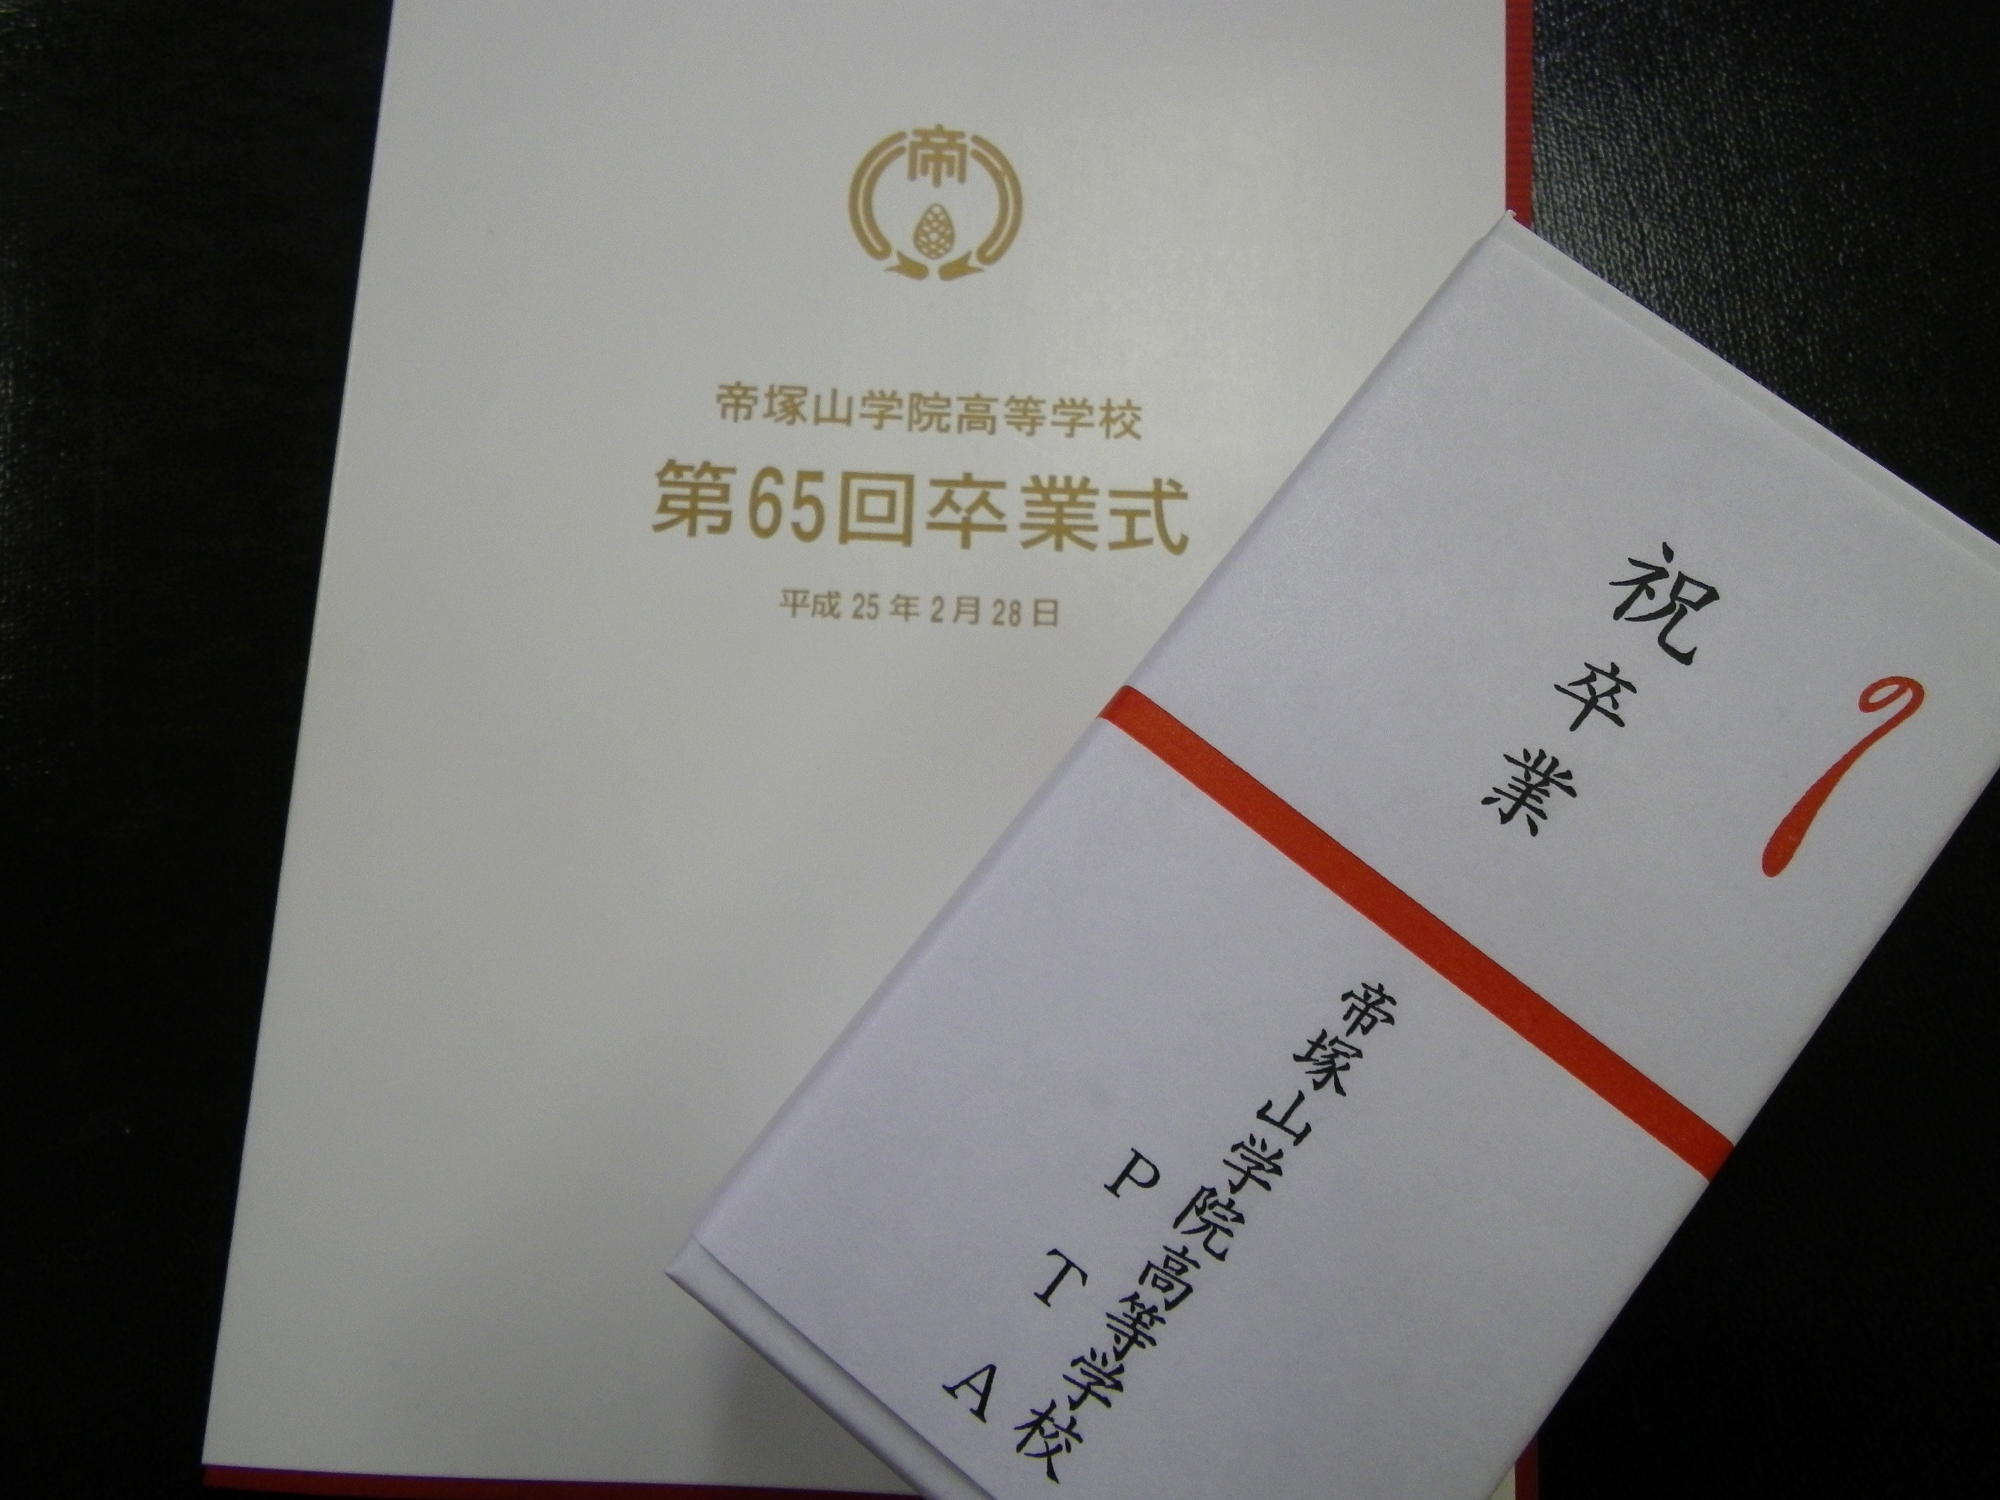 帝
帝塚山学院高等学校
第65回卒業式
平成25年2月28日
祝卒業
帝塚山学院高等学校
PTA